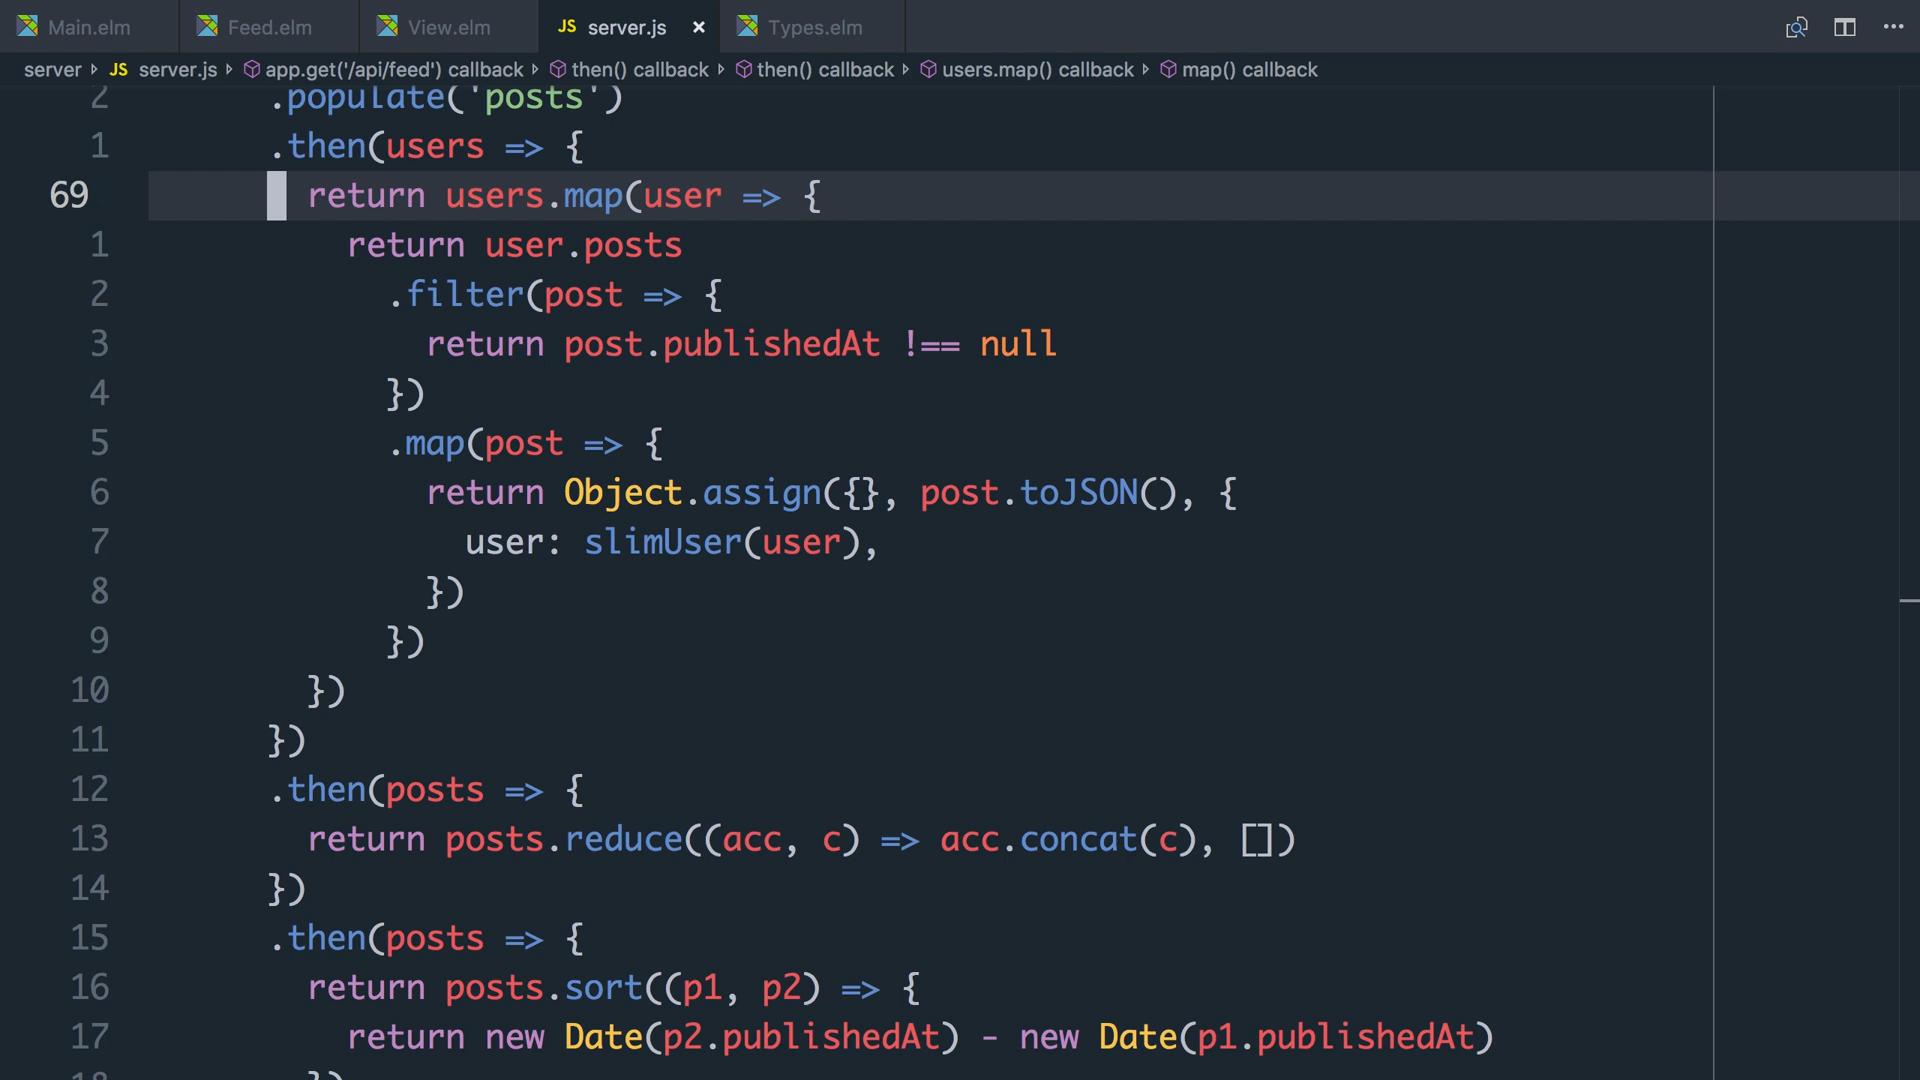 Main.elm Feed.elm View.elm JS server.js × Types.elm
server JS server.js app.get('/api/feed') callback then() callback then() callback users.map() callback map() callback
2 .populate('posts')
1 .then(users => {
69 return users.map(user => {
1 return user.posts
2 .filter(post => {
3 return post.publishedAt !== null
4 })
5 .map(post => {
6 return Object.assign({}, post.toJSON(), {
7 user: slimUser(user),
8 })
9 })
10 })
11 })
12 .then(posts => {
13 return posts.reduce((acc, c) => acc.concat(c), [])
14 })
15 .then(posts => {
16 return posts.sort((p1, p2) => {
17 return new Date(p2.publishedAt) - new Date(p1.publishedAt)
18 })